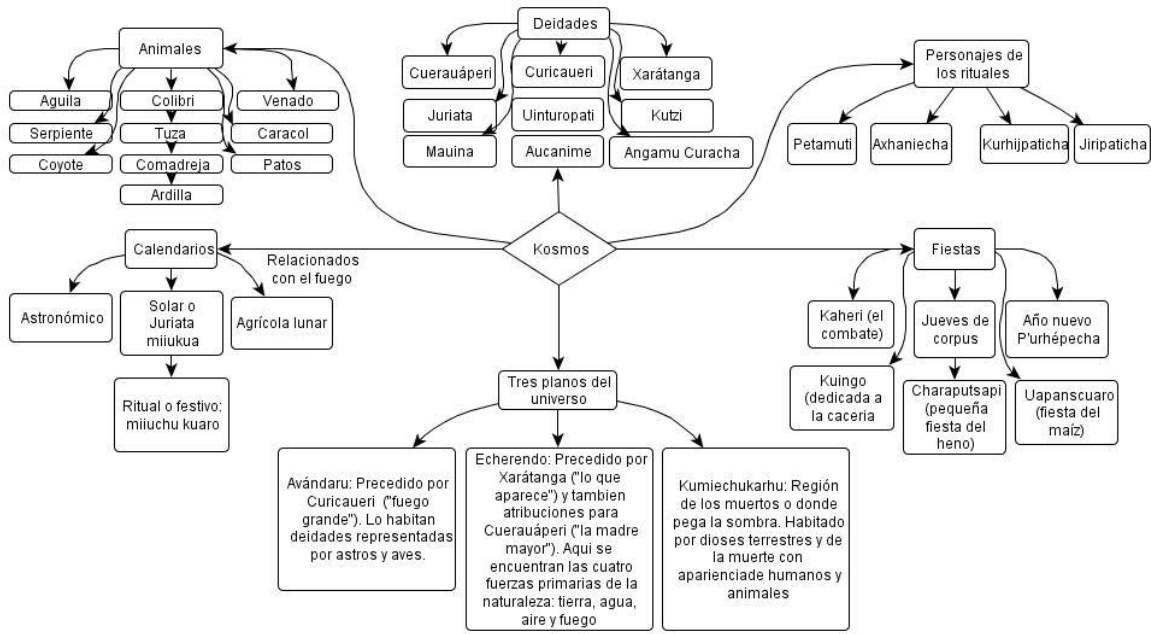 Animales
Aguila
Colibri
Venado
Serpiente
Tuza
Caracol
Coyote
Comadreja
Patos
Ardilla
Deidades
Cuerauáperi
Curicaueri
Xarátanga
Juriata
Uinturopati
Kutzi
Mauina
Aucanime
Angamu Curacha
Personajes de
los rituales
Petamuti
Axhaniecha
Kurhijpaticha
Jiripaticha
Kosmos
Calendarios
Relacionados
con el fuego
Astronómico
Solar o
Juriata
miiukua
Agrícola lunar
Ritual o festivo:
miiuchu kuaro
Fiestas
Kaheri (el
combate)
Jueves de
corpus
Año nuevo
P'urhépecha
Kuingo
(dedicada a
la caceria
Charaputsapi
(pequeña
fiesta del
heno)
Uapanscuaro
(fiesta del
maíz)
Tres planos del
universo
Avándaru: Precedido por
Curicaueri ("fuego
grande"). Lo habitan
deidades representadas
por astros y aves.
Echerendo: Precedido por
Xarátanga ("lo que
aparece") y tambien
atribuciones para
Cuerauáperi ("la madre
mayor"). Aqui se
encuentran las cuatro
fuerzas primarias de la
naturaleza: tierra, agua,
aire y fuego
Kumiechukarhu: Región
de los muertos o donde
pega la sombra. Habitado
por dioses terrestres y de
la muerte con
aparienciade humanos y
animales